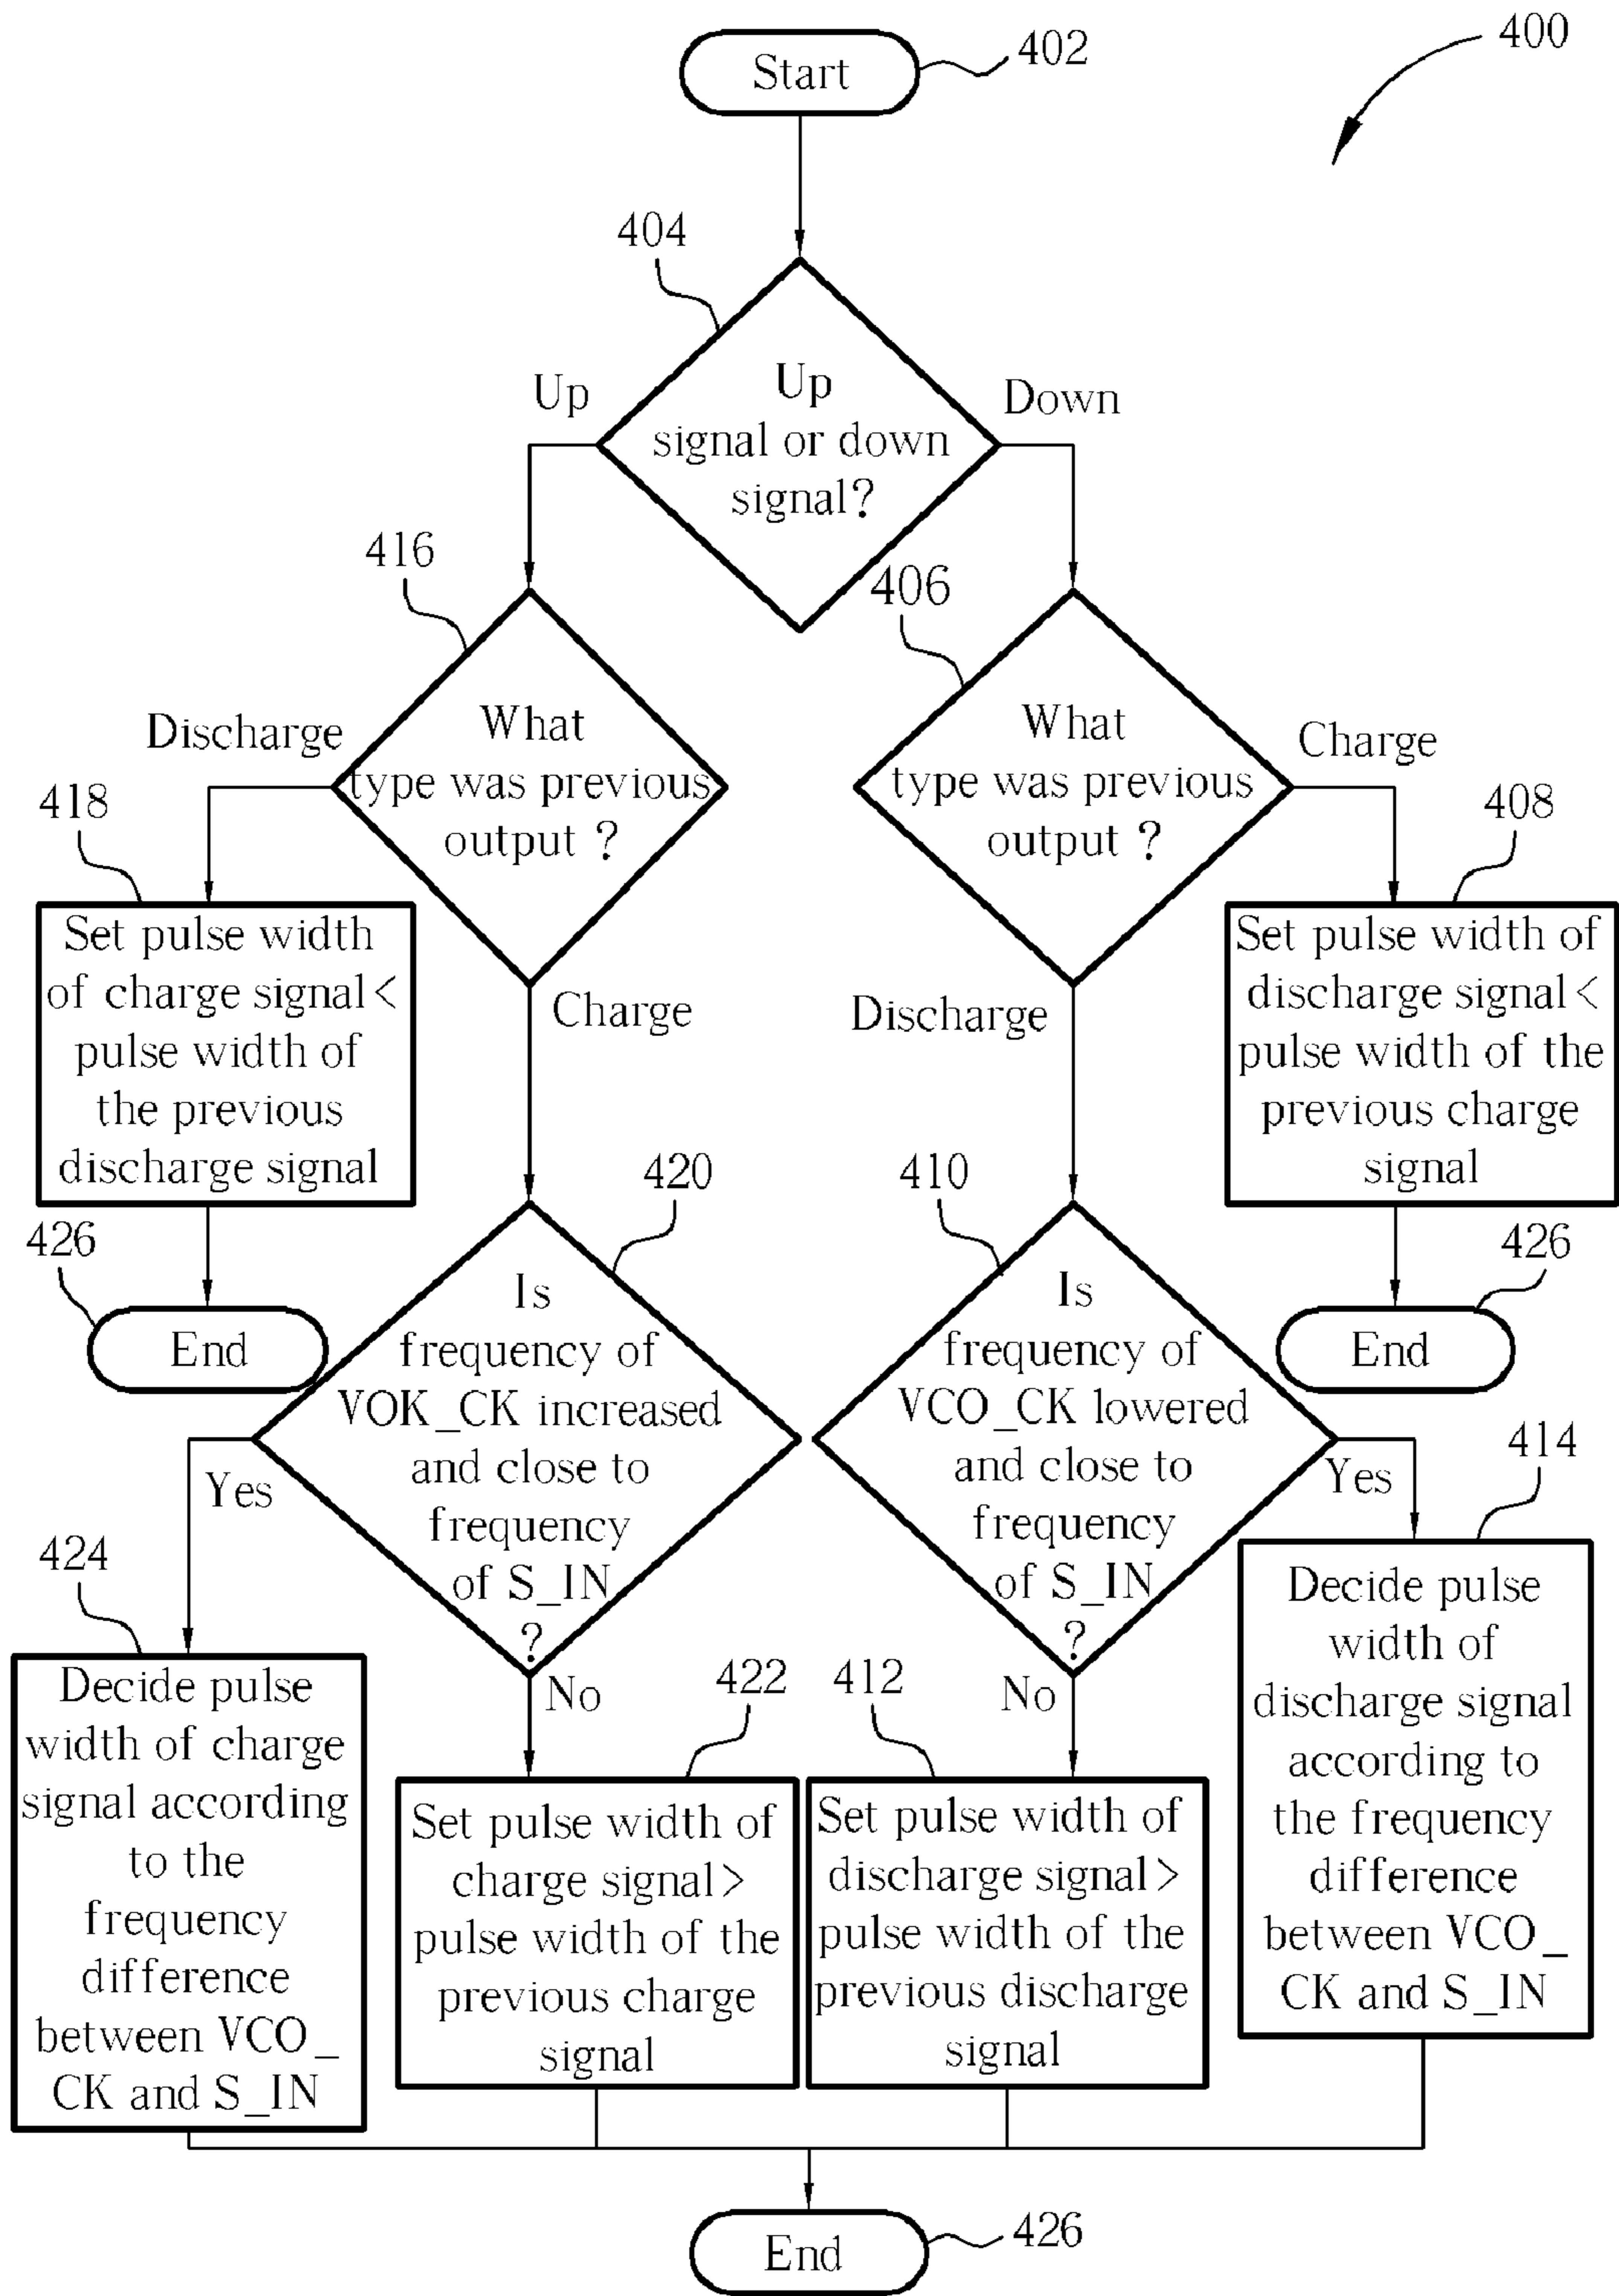 400
Start
402
404
Up
signal or down
signal?
Up
Down
416
What
type was previous
output ?
Discharge
Charge
406
What
type was previous
output ?
Charge
Discharge
418
Set pulse width
of charge signal<
pulse width of
the previous
discharge signal
408
Set pulse width of
discharge signal<
pulse width of the
previous charge
signal
426
End
426
End
420
Is
frequency of
VOK_CK increased
and close to
frequency
of S_IN
?
Yes
No
410
Is
frequency of
VCO_CK lowered
and close to
frequency
of S_IN
?
Yes
No
424
Decide pulse
width of charge
signal according
to the
frequency
difference
between VCO_
CK and S_IN
422
Set pulse width of
charge signal>
pulse width of the
previous charge
signal
412
Set pulse width of
discharge signal>
pulse width of the
previous discharge
signal
414
Decide pulse
width of
discharge signal
according to
the frequency
difference
between VCO_
CK and S_IN
End
426